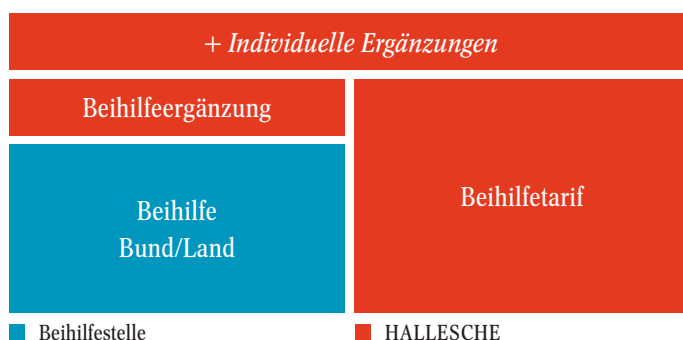 + Individuelle Ergänzungen
Beihilfeergänzung
Beihilfe
Bund/Land
Beihilfetarif
Beihilfestelle
HALLESCHE